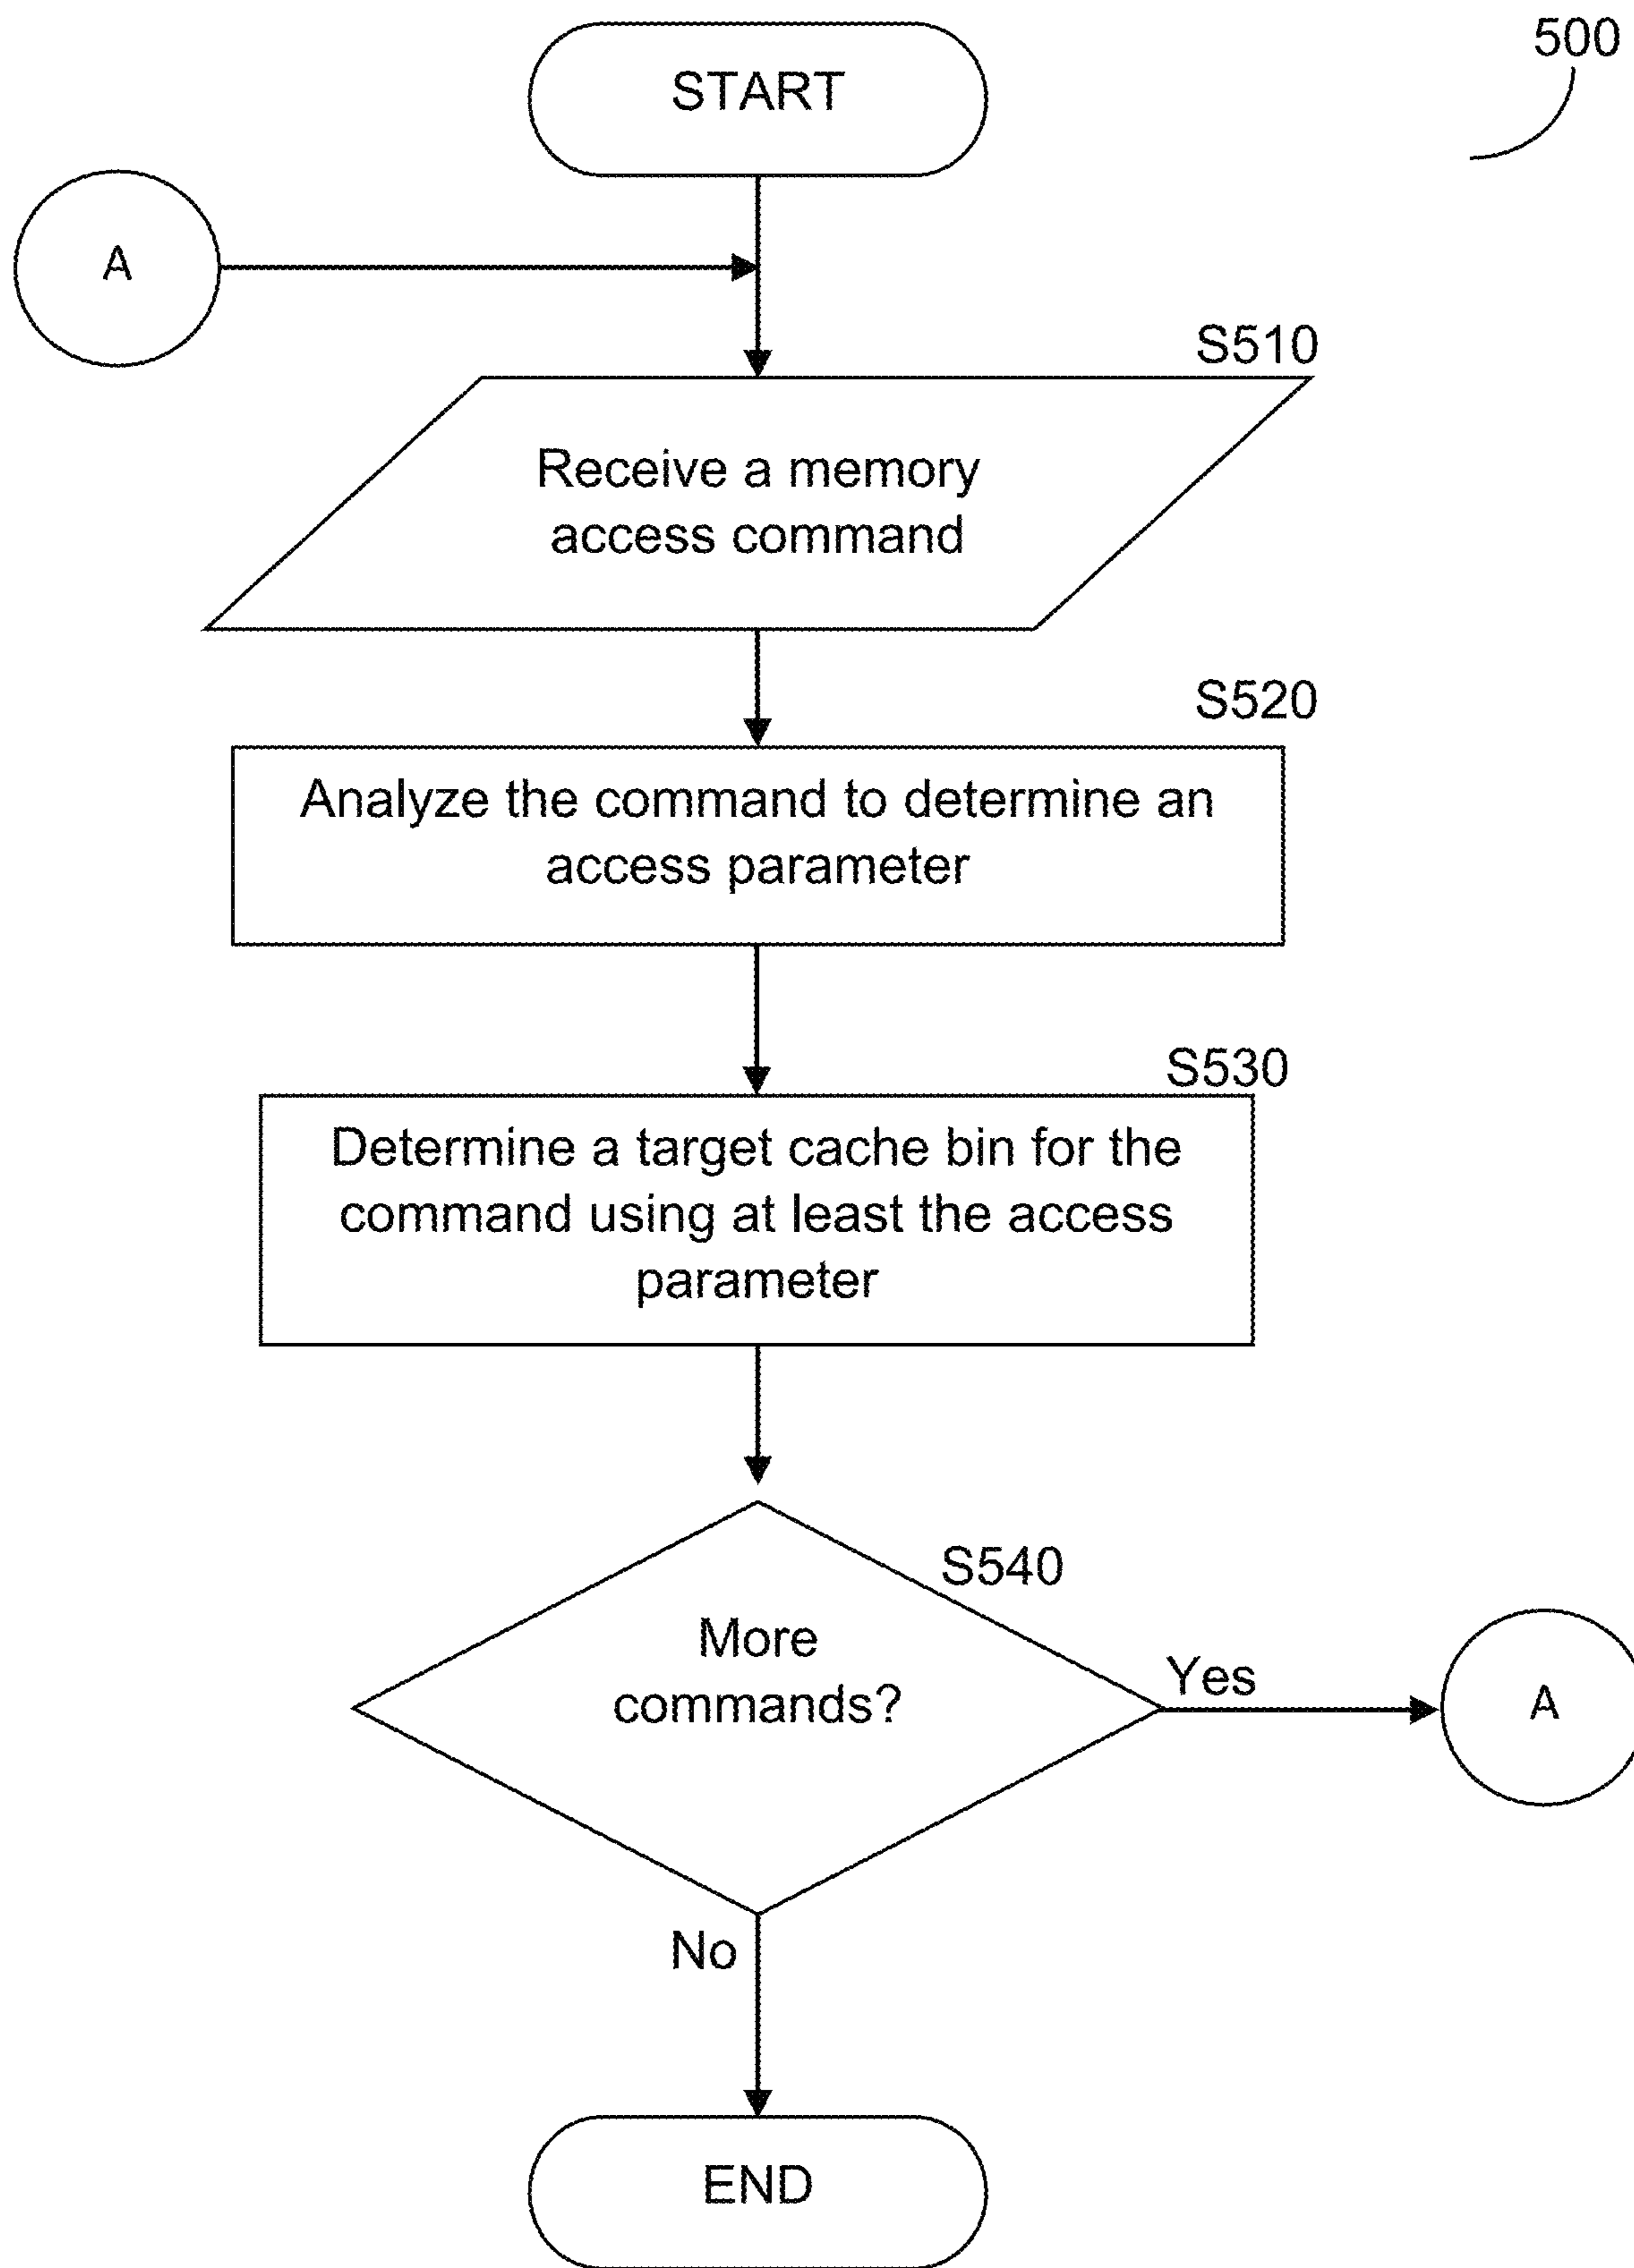 500
START
A
S510
Receive a memory
access command
S520
Analyze the command to determine an
access parameter
S530
Determine a target cache bin for the
command using at least the access
parameter
S540
More
commands?
Yes
A
No
END